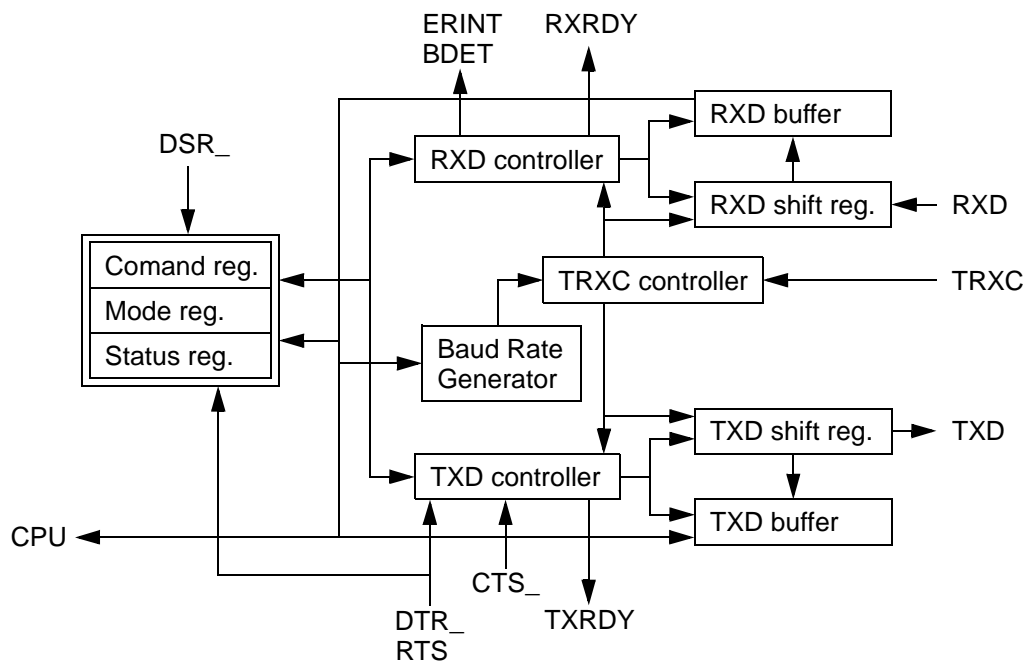 ERINT
BDET
RXRDY
RXD buffer
DSR_
RXD controller
RXD shift reg.
RXD
Comand reg.
Mode reg.
Status reg.
TRXC controller
TRXC
Baud Rate
Generator
TXD shift reg.
TXD
TXD controller
TXD buffer
CPU
CTS_
DTR_
RTS
TXRDY